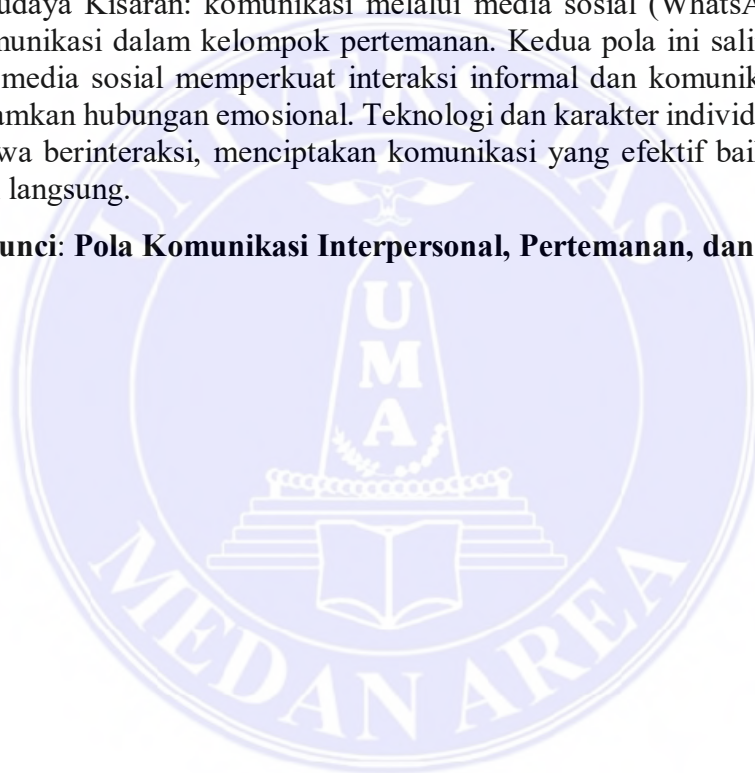 udaya Kisaran: komunikasi melalui media sosial (WhatsA
munikasi dalam kelompok pertemanan. Kedua pola ini sali
media sosial memperkuat interaksi informal dan komunik
amkan hubungan emosional. Teknologi dan karakter individ
wa berinteraksi, menciptakan komunikasi yang efektif bai
langsung.
unci: Pola Komunikasi Interpersonal, Pertemanan, dan
UNIVERSITAS
U
M
A
MEDAN AREA